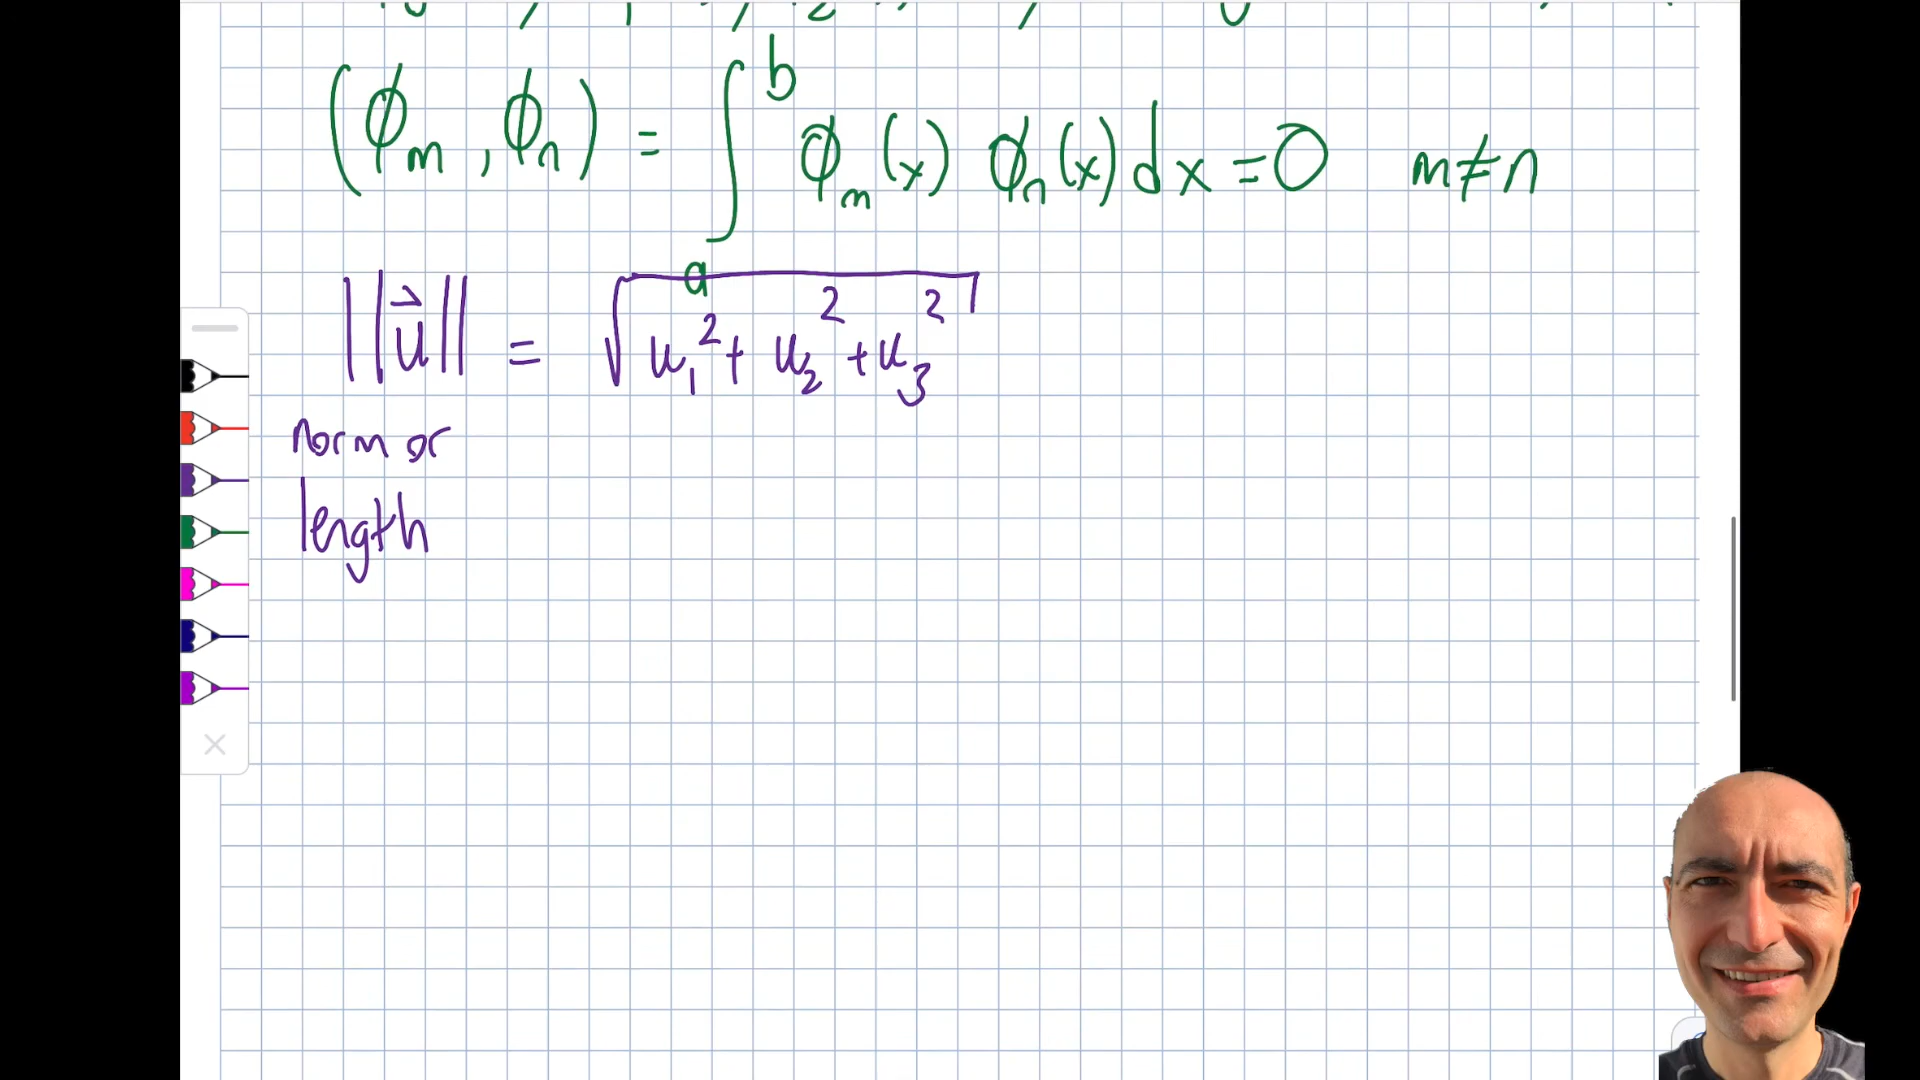 (ϕₘ , ϕₙ) = ∫ₐᵇ ϕₘ(x) ϕₙ(x) dx = 0 m ≠ n
||u⃗|| = √(u₁² + u₂² + u₃²)
norm or
length